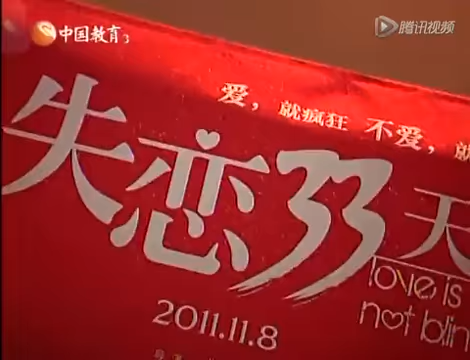 中国教育3
腾讯视频
爱，就疯狂 不爱，就
失恋33天
love is
not blin
2011.11.8